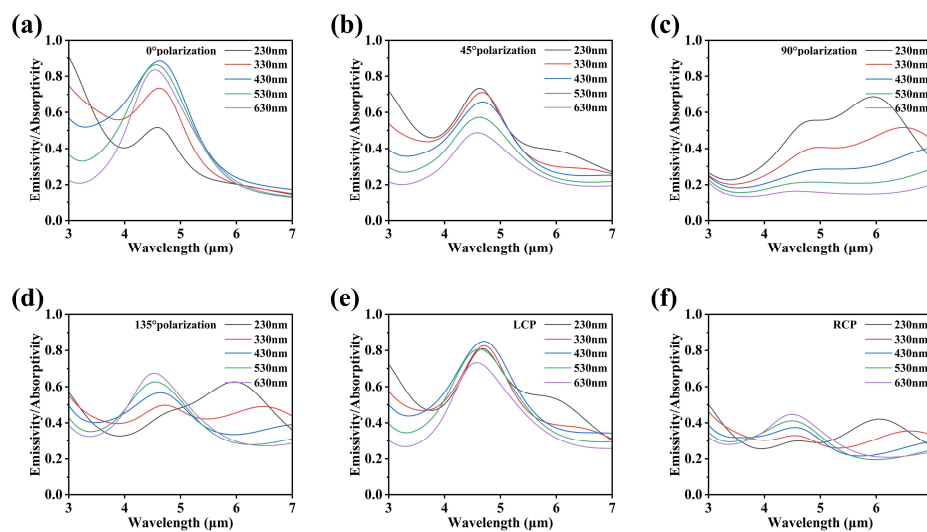 (a)
0°polarization
230nm
330nm
430nm
530nm
630nm
Emissivity/Absorptivity
1.0
0.8
0.6
0.4
0.2
0.0
3 4 5 6 7
Wavelength (μm)
(b)
45°polarization
230nm
330nm
430nm
530nm
630nm
Emissivity/Absorptivity
1.0
0.8
0.6
0.4
0.2
0.0
3 4 5 6 7
Wavelength (μm)
(c)
90°polarization
230nm
330nm
430nm
530nm
630nm
Emissivity/Absorptivity
1.0
0.8
0.6
0.4
0.2
0.0
3 4 5 6
Wavelength (μm)
(d)
135°polarization
230nm
330nm
430nm
530nm
630nm
Emissivity/Absorptivity
1.0
0.8
0.6
0.4
0.2
0.0
3 4 5 6 7
Wavelength (μm)
(e)
LCP
230nm
330nm
430nm
530nm
630nm
Emissivity/Absorptivity
1.0
0.8
0.6
0.4
0.2
0.0
3 4 5 6 7
Wavelength (μm)
(f)
RCP
230nm
330nm
430nm
530nm
630nm
Emissivity/Absorptivity
1.0
0.8
0.6
0.4
0.2
0.0
3 4 5 6
Wavelength (μm)